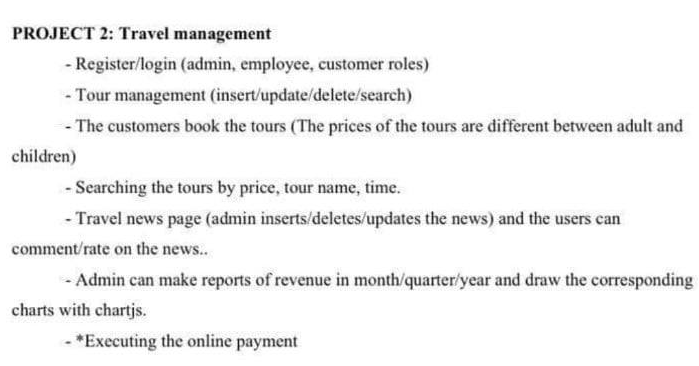 PROJECT 2: Travel management
- Register/login (admin, employee, customer roles)
- Tour management (insert/update/delete/search)
- The customers book the tours (The prices of the tours are different between adult and
children)
- Searching the tours by price, tour name, time.
- Travel news page (admin inserts/deletes/updates the news) and the users can
comment/rate on the news..
- Admin can make reports of revenue in month/quarter/year and draw the corresponding
charts with chartjs.
- *Executing the online payment